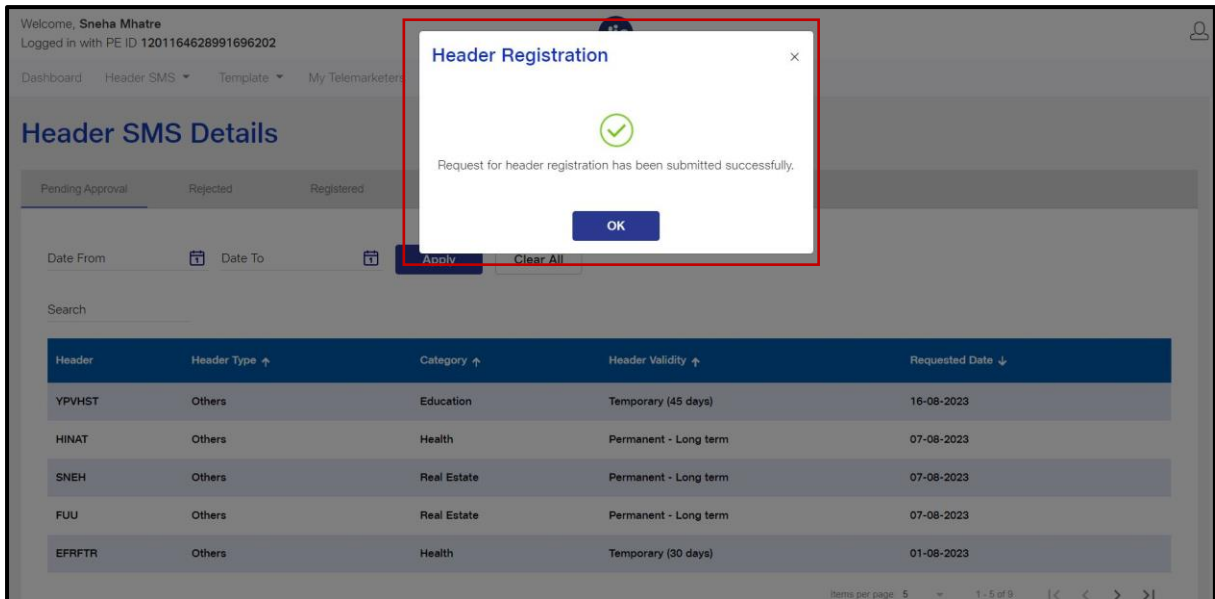 Welcome, Sneha Mhatre
Logged in with PE ID 1201164628991696202
Dashboard Header SMS Template My Telemarketers
Header SMS Details
Header Registration
Request for header registration has been submitted successfully.
OK
Pending Approval Rejected Registered
Date From Date To Apply Clear All
Search
Header Header Type Category Header Validity Requested Date
YPVHST Others Education Temporary (45 days) 16-08-2023
HINAT Others Health Permanent - Long term 07-08-2023
SNEH Others Real Estate Permanent - Long term 07-08-2023
FUU Others Real Estate Permanent - Long term 07-08-2023
EFRFTR Others Health Temporary (30 days) 01-08-2023
Items per page 5 1 - 5 of 9